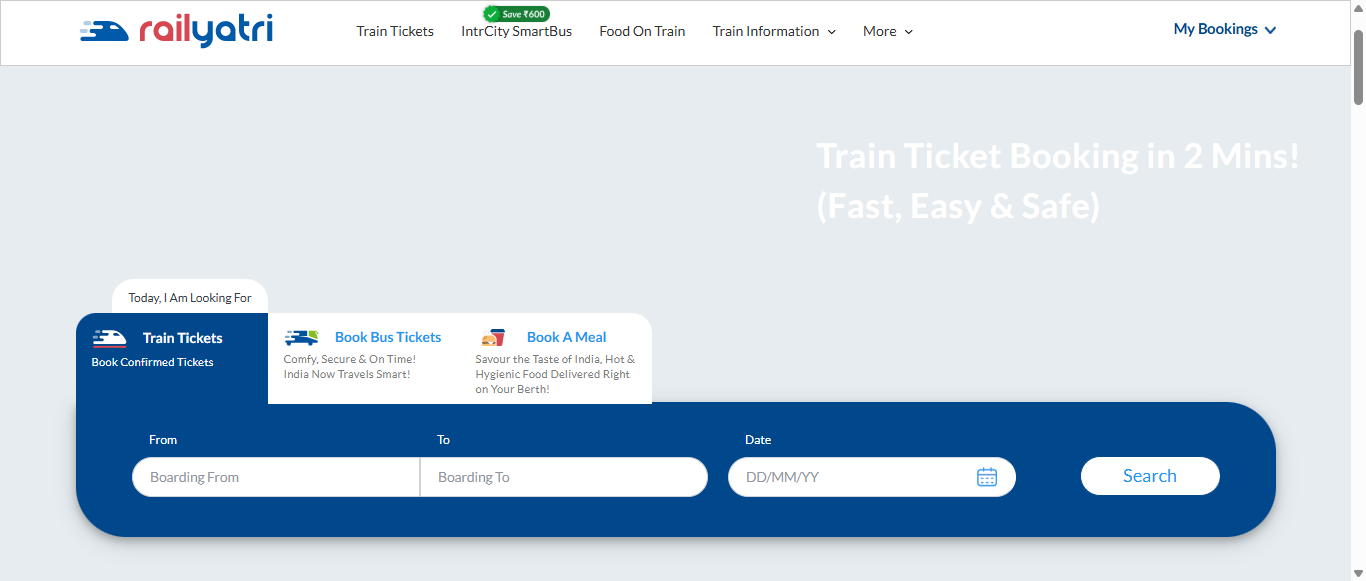 railyatri
Train Tickets
Save ₹600
IntrCity SmartBus
Food On Train
Train Information
More
My Bookings
Train Ticket Booking in 2 Mins!
(Fast, Easy & Safe)
Today, I Am Looking For
Train Tickets
Book Confirmed Tickets
Book Bus Tickets
Comfy, Secure & On Time!
India Now Travels Smart!
Book A Meal
Savour the Taste of India, Hot &
Hygienic Food Delivered Right
on Your Berth!
From
Boarding From
To
Boarding To
Date
DD/MM/YY
Search